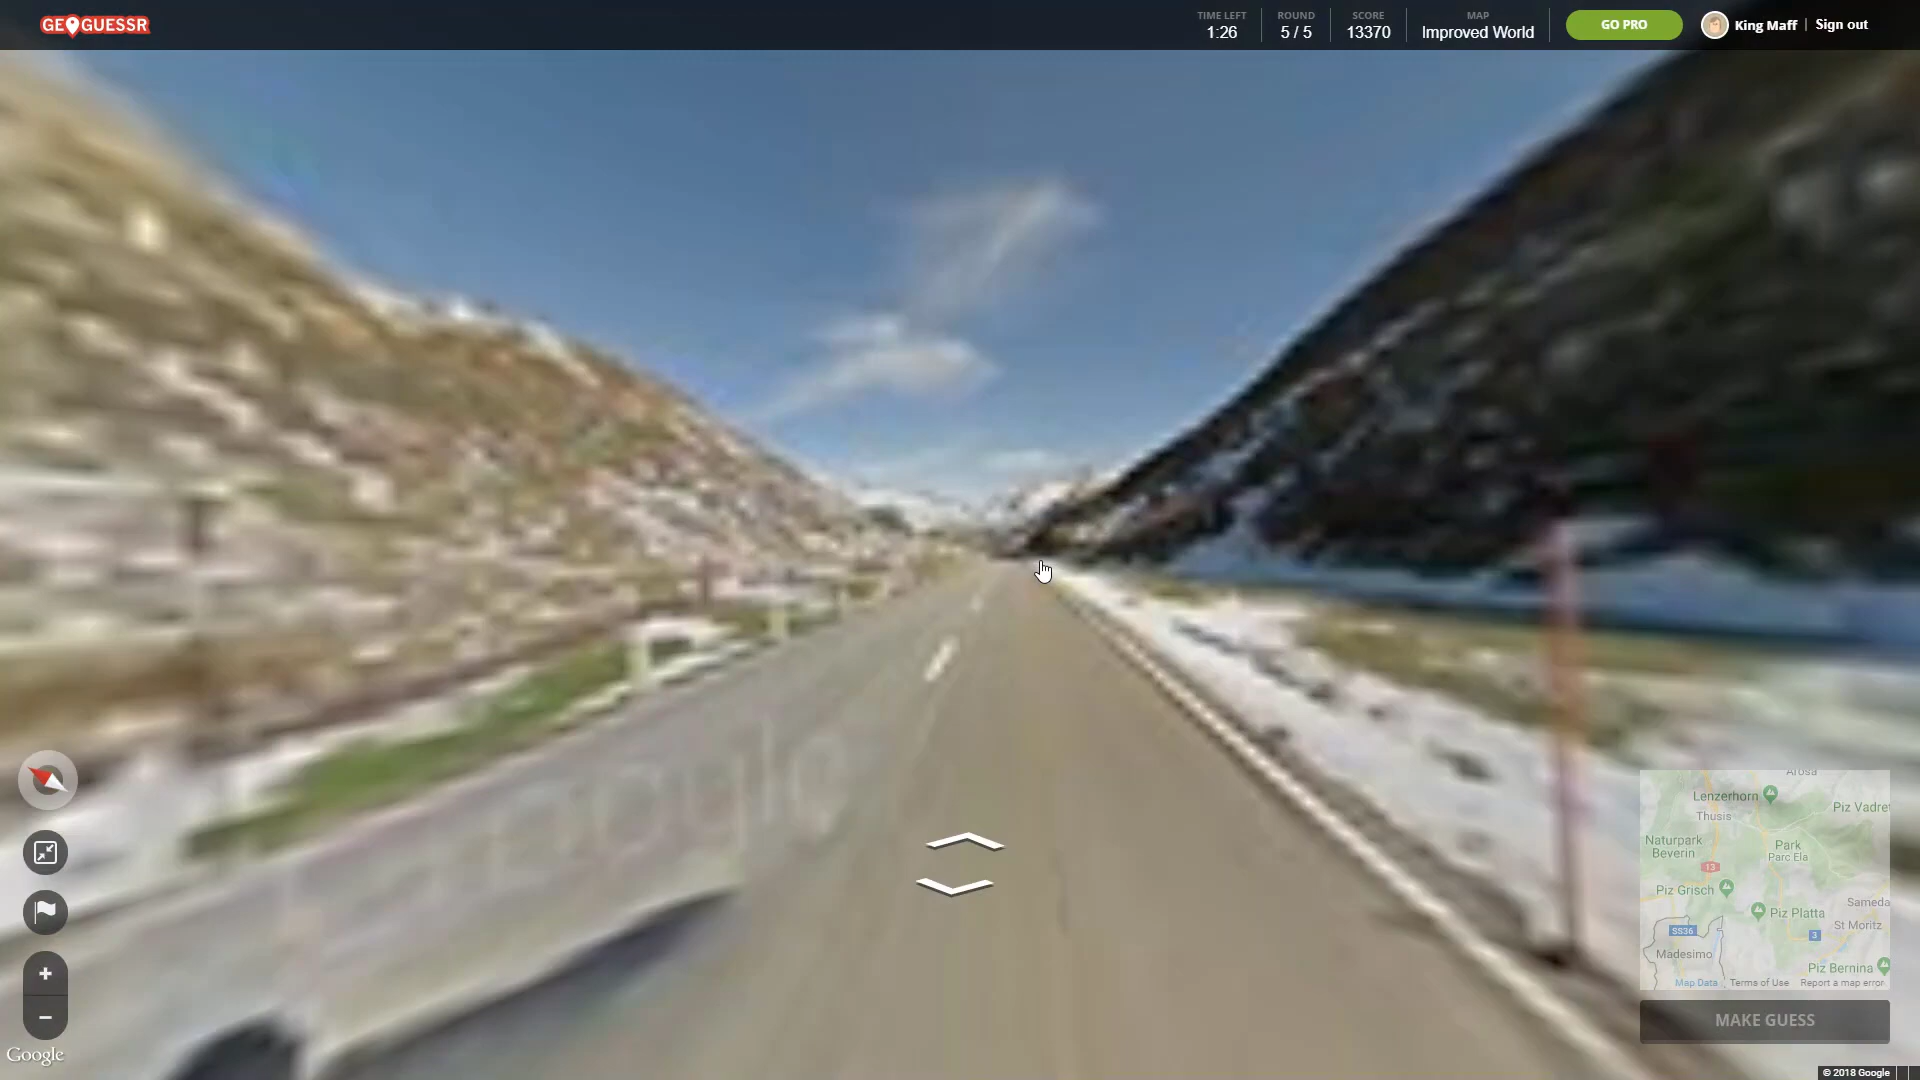 GEOGUESSR
TIME LEFT
1:26
ROUND
5 / 5
SCORE
13370
MAP
Improved World
GO PRO
King Maff
Sign out
Google
Arosa
Lenzerhorn
Thusis
Piz Vadret
Naturpark
Beverin
Park
Parc Ela
13
Piz Grisch
Piz Platta
Sameda
St Moritz
SS36
3
Madesimo
Piz Bernina
Map Data
Terms of Use
Report a map error
MAKE GUESS
Google
© 2018 Google